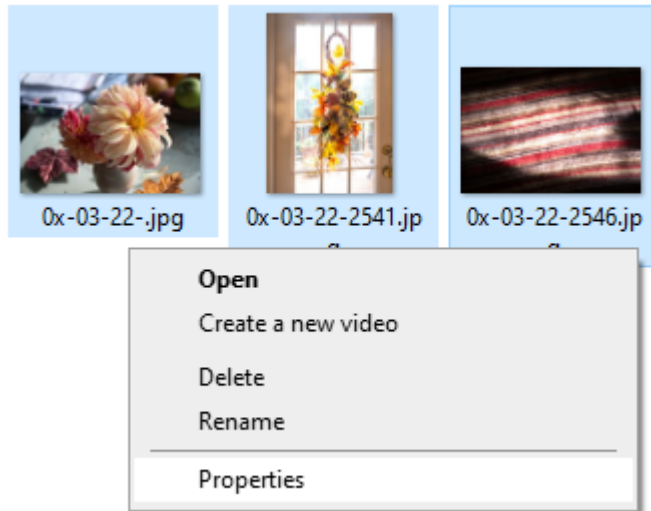 0x-03-22-.jpg
0x-03-22-2541.jp
0x-03-22-2546.jp
Open
Create a new video
Delete
Rename
Properties